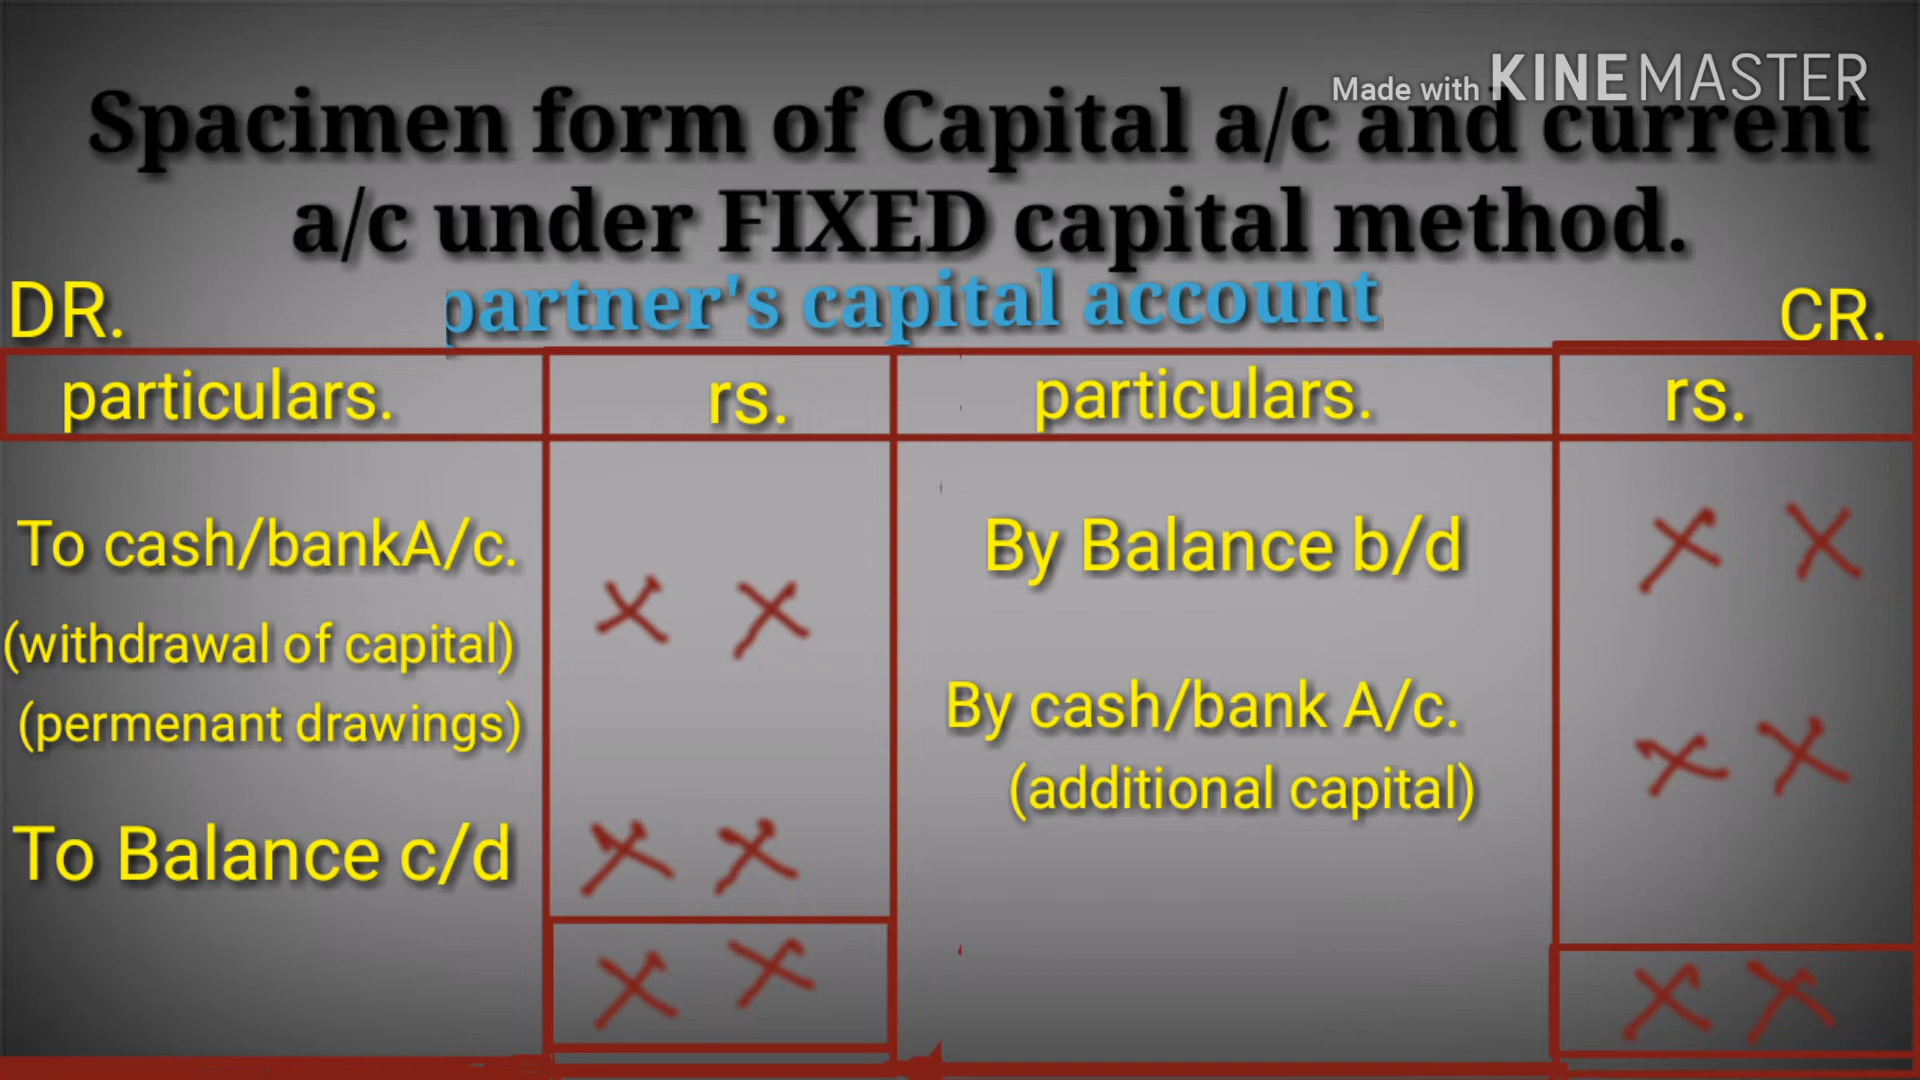 Made with KINEMASTER
Spacimen form of Capital a/c and current
a/c under FIXED capital method.
DR. partner's capital account CR.
particulars. rs. particulars. rs.
To cash/bankA/c. By Balance b/d X X
(withdrawal of capital) X X
(permenant drawings) By cash/bank A/c. X X
(additional capital)
To Balance c/d X X
X X X X